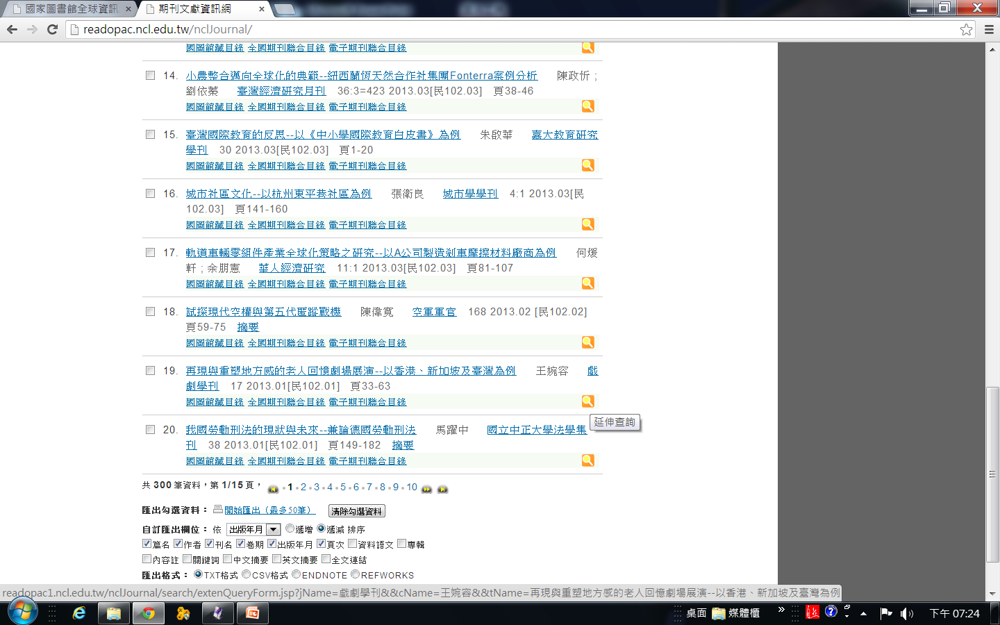 國家圖書館全球資訊
期刊文獻資訊網
readopac.ncl.edu.tw/nclJournal/
國圖館藏目錄 全國期刊聯合目錄 電子期刊聯合目錄
14. 小農整合邁向全球化的典範--紐西蘭恆天然合作社集團Fonterra案例分析 陳政忻 ;
劉依蓁 臺灣經濟研究月刊 36:3=423 2013.03[民102.03] 頁38-46
國圖館藏目錄 全國期刊聯合目錄 電子期刊聯合目錄
15. 臺灣國際教育的反思--以《中小學國際教育白皮書》為例 朱啟華 嘉大教育研究
學刊 30 2013.03[民102.03] 頁1-20
國圖館藏目錄 全國期刊聯合目錄 電子期刊聯合目錄
16. 城市社區文化--以杭州東平巷社區為例 張衛良 城市學學刊 4:1 2013.03[民
102.03] 頁141-160
國圖館藏目錄 全國期刊聯合目錄 電子期刊聯合目錄
17. 軌道車輛零組件產業全球化策略之研究--以A公司製造剎車摩擦材料廠商為例 何煖
軒 ; 余朋憲 華人經濟研究 11:1 2013.03[民102.03] 頁81-107
國圖館藏目錄 全國期刊聯合目錄 電子期刊聯合目錄
18. 試探現代空權與第五代匿蹤戰機 陳偉寬 空軍軍官 168 2013.02 [民102.02]
頁59-75 摘要
國圖館藏目錄 全國期刊聯合目錄 電子期刊聯合目錄
19. 再現與重塑地方感的老人回憶劇場展演--以香港、新加坡及臺灣為例 王婉容 戲
劇學刊 17 2013.01[民102.01] 頁33-63
國圖館藏目錄 全國期刊聯合目錄 電子期刊聯合目錄
延伸查詢
20. 我國勞動刑法的現狀與未來--兼論德國勞動刑法 馬躍中 國立中正大學法學集
刊 38 2013.01[民102.01] 頁149-182 摘要
國圖館藏目錄 全國期刊聯合目錄 電子期刊聯合目錄
共 300 筆資料，第 1/15 頁， 1 2 3 4 5 6 7 8 9 10
匯出勾選資料： 開始匯出（最多50筆） 清除勾選資料
自訂匯出欄位： 依 出版年月 遞增 遞減 排序
篇名 作者 刊名 卷期 出版年月 頁次 資料語文 專輯
內容註 關鍵詞 中文摘要 英文摘要 全文連結
匯出格式： TXT格式 CSV格式 ENDNOTE REFWORKS
readopac1.ncl.edu.tw/nclJournal/search/extenQueryForm.jsp?jName=戲劇學刊&&cName=王婉容&&tName=再現與重塑地方感的老人回憶劇場展演--以香港、新加坡及臺灣為例
桌面 媒體櫃 » 下午 07:24